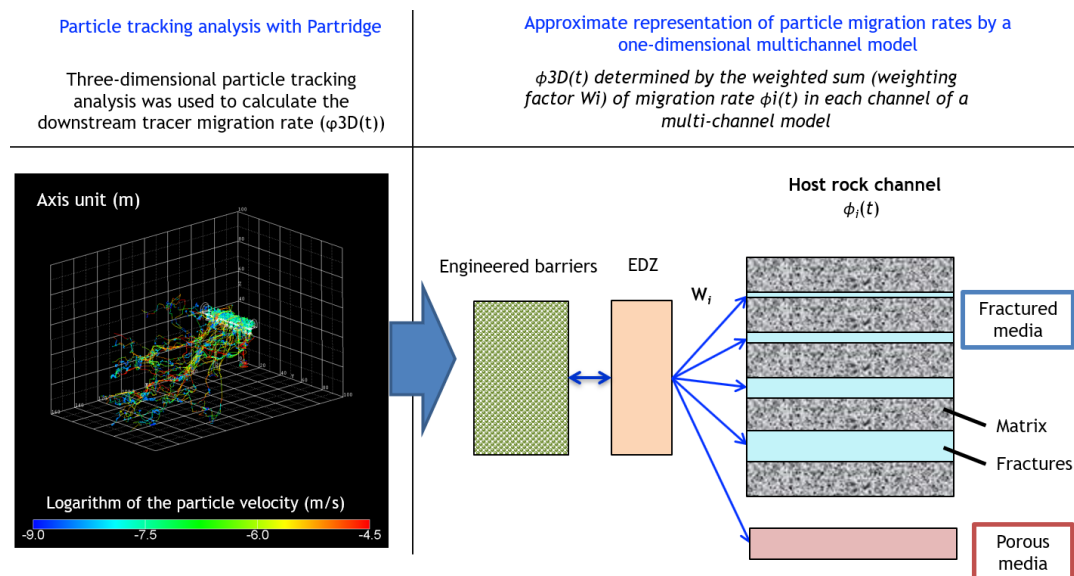 Particle tracking analysis with Partridge
Three-dimensional particle tracking
analysis was used to calculate the
downstream tracer migration rate (φ3D(t))
Approximate representation of particle migration rates by a
one-dimensional multichannel model
ϕ3D(t) determined by the weighted sum (weighting
factor Wi) of migration rate ϕi(t) in each channel of a
multi-channel model
Axis unit (m)
Logarithm of the particle velocity (m/s)
-9.0 -7.5 -6.0 -4.5
Engineered barriers
EDZ
Wi
Host rock channel
ϕi(t)
Fractured
media
Matrix
Fractures
Porous
media